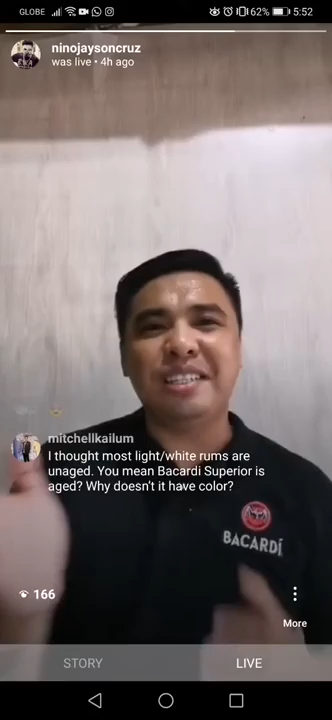 GLOBE 62% 5:52
ninojaysoncruz
was live • 4h ago
mitchellkailum
I thought most light/white rums are
unaged. You mean Bacardi Superior is
aged? Why doesn't it have color?
BACARDÍ
166
More
STORY LIVE